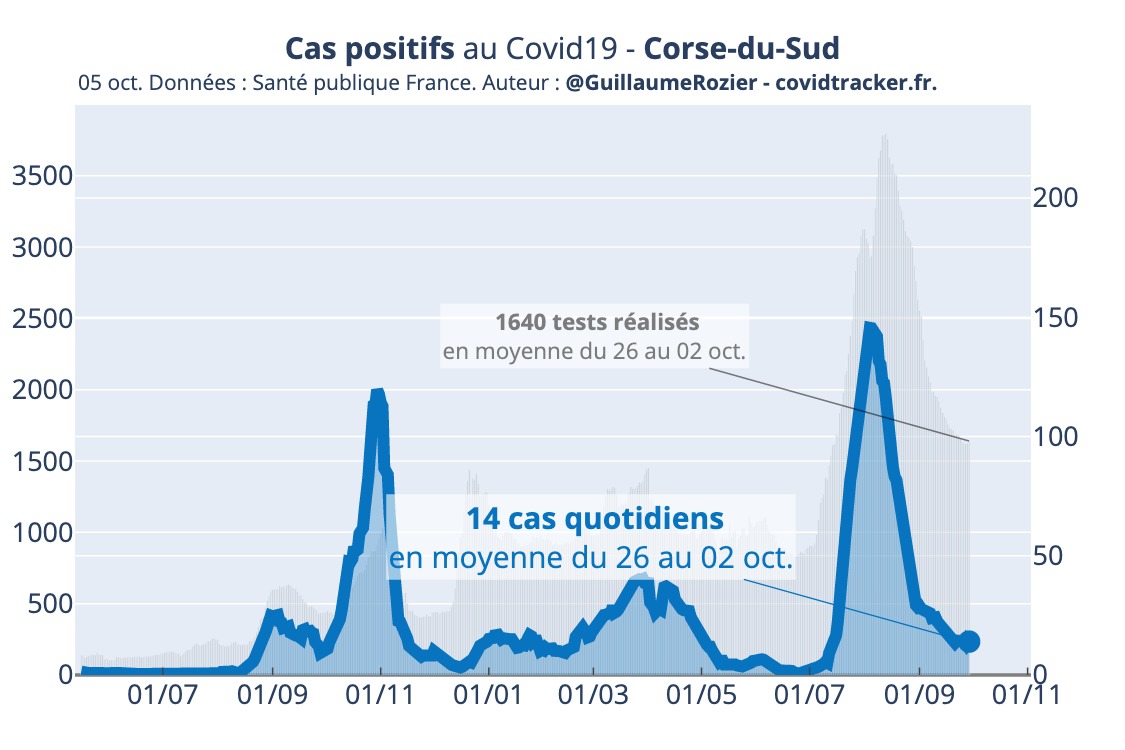 Cas positifs au Covid19 - Corse-du-Sud
05 oct. Données : Santé publique France. Auteur : @GuillaumeRozier - covidtracker.fr.
3500
3000
2500
2000
1500
1000
500
0
200
150
100
50
0
1640 tests réalisés
en moyenne du 26 au 02 oct.
14 cas quotidiens
en moyenne du 26 au 02 oct.
01/07 01/09 01/11 01/01 01/03 01/05 01/07 01/09 01/11